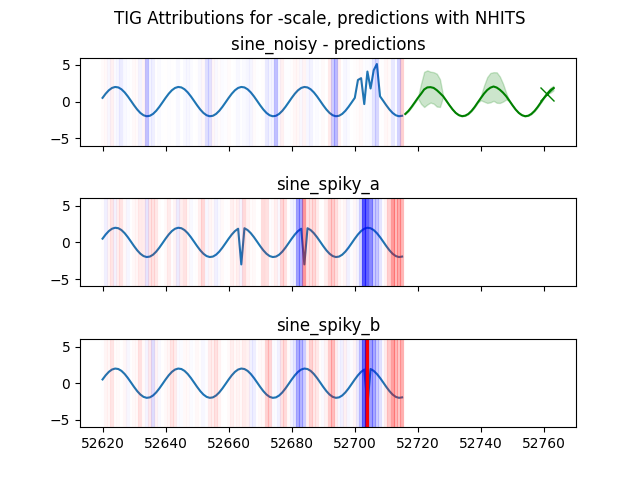 TIG Attributions for -scale, predictions with NHITS
sine_noisy - predictions
5
0
−5
sine_spiky_a
5
0
−5
sine_spiky_b
5
0
−5
52620 52640 52660 52680 52700 52720 52740 52760